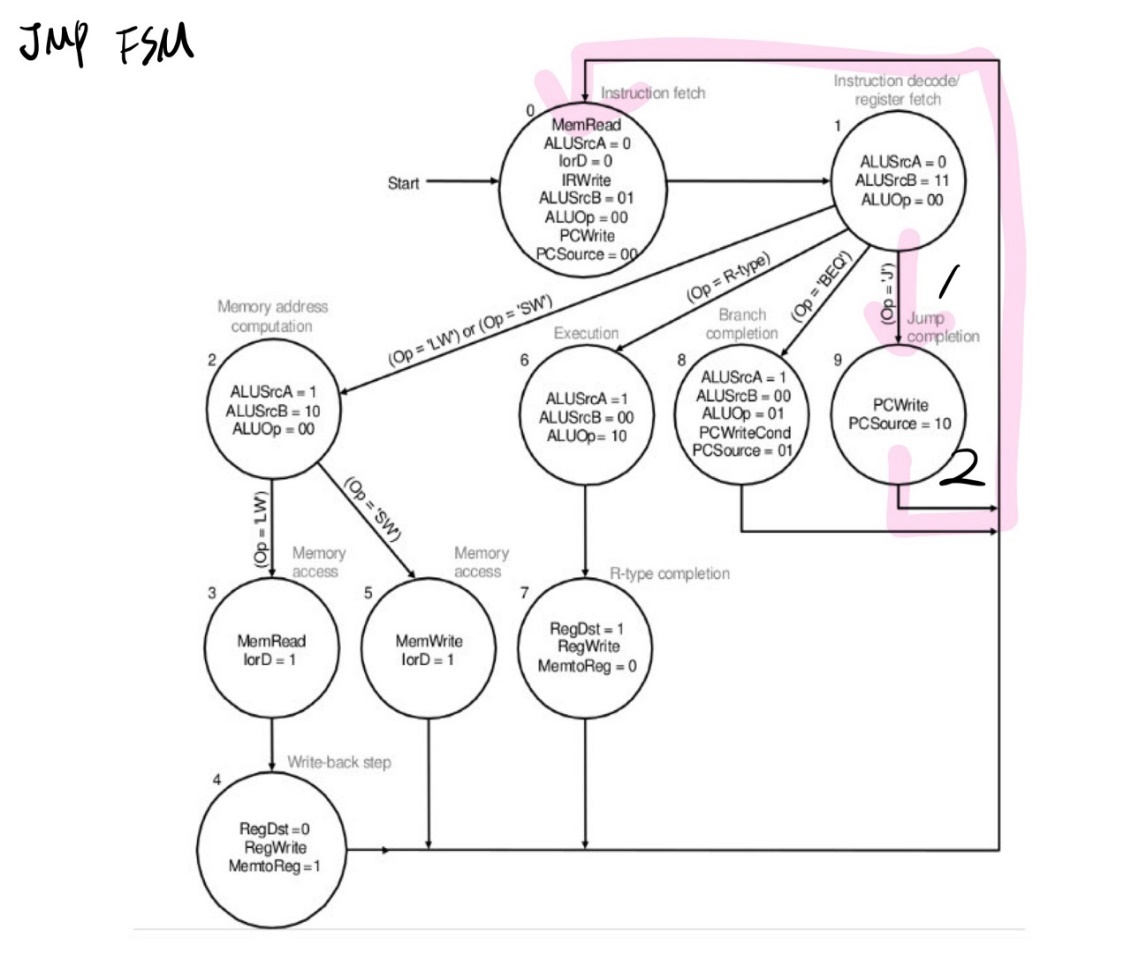 JMP FSM
Instruction decode/
register fetch
Instruction fetch
0
MemRead
ALUSrcA = 0
IorD = 0
IRWrite
ALUSrcB = 01
ALUOp = 00
PCWrite
PCSource = 00
1
ALUSrcA = 0
ALUSrcB = 11
ALUOp = 00
Start
(Op = 'LW') or (Op = 'SW')
(Op = R-type)
(Op = 'BEQ')
(Op = 'J')
1
Memory address
computation
2
ALUSrcA = 1
ALUSrcB = 10
ALUOp = 00
Execution
6
ALUSrcA =1
ALUSrcB = 00
ALUOp= 10
Branch
completion
8
ALUSrcA = 1
ALUSrcB = 00
ALUOp = 01
PCWriteCond
PCSource = 01
Jump
completion
9
PCWrite
PCSource = 10
2
(Op = 'LW')
(Op = 'SW')
Memory
access
3
MemRead
IorD = 1
Memory
access
5
MemWrite
IorD = 1
R-type completion
7
RegDst = 1
RegWrite
MemtoReg = 0
Write-back step
4
RegDst =0
RegWrite
MemtoReg =1